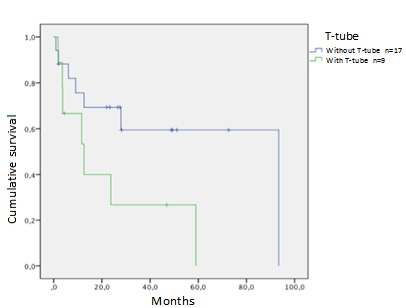 T-tube
Without T-tube n=17
With T-tube n=9
1,0
0,8
0,6
0,4
0,2
0,0
Cumulative survival
,0
20,0
40,0
60,0
80,0
100,0
Months